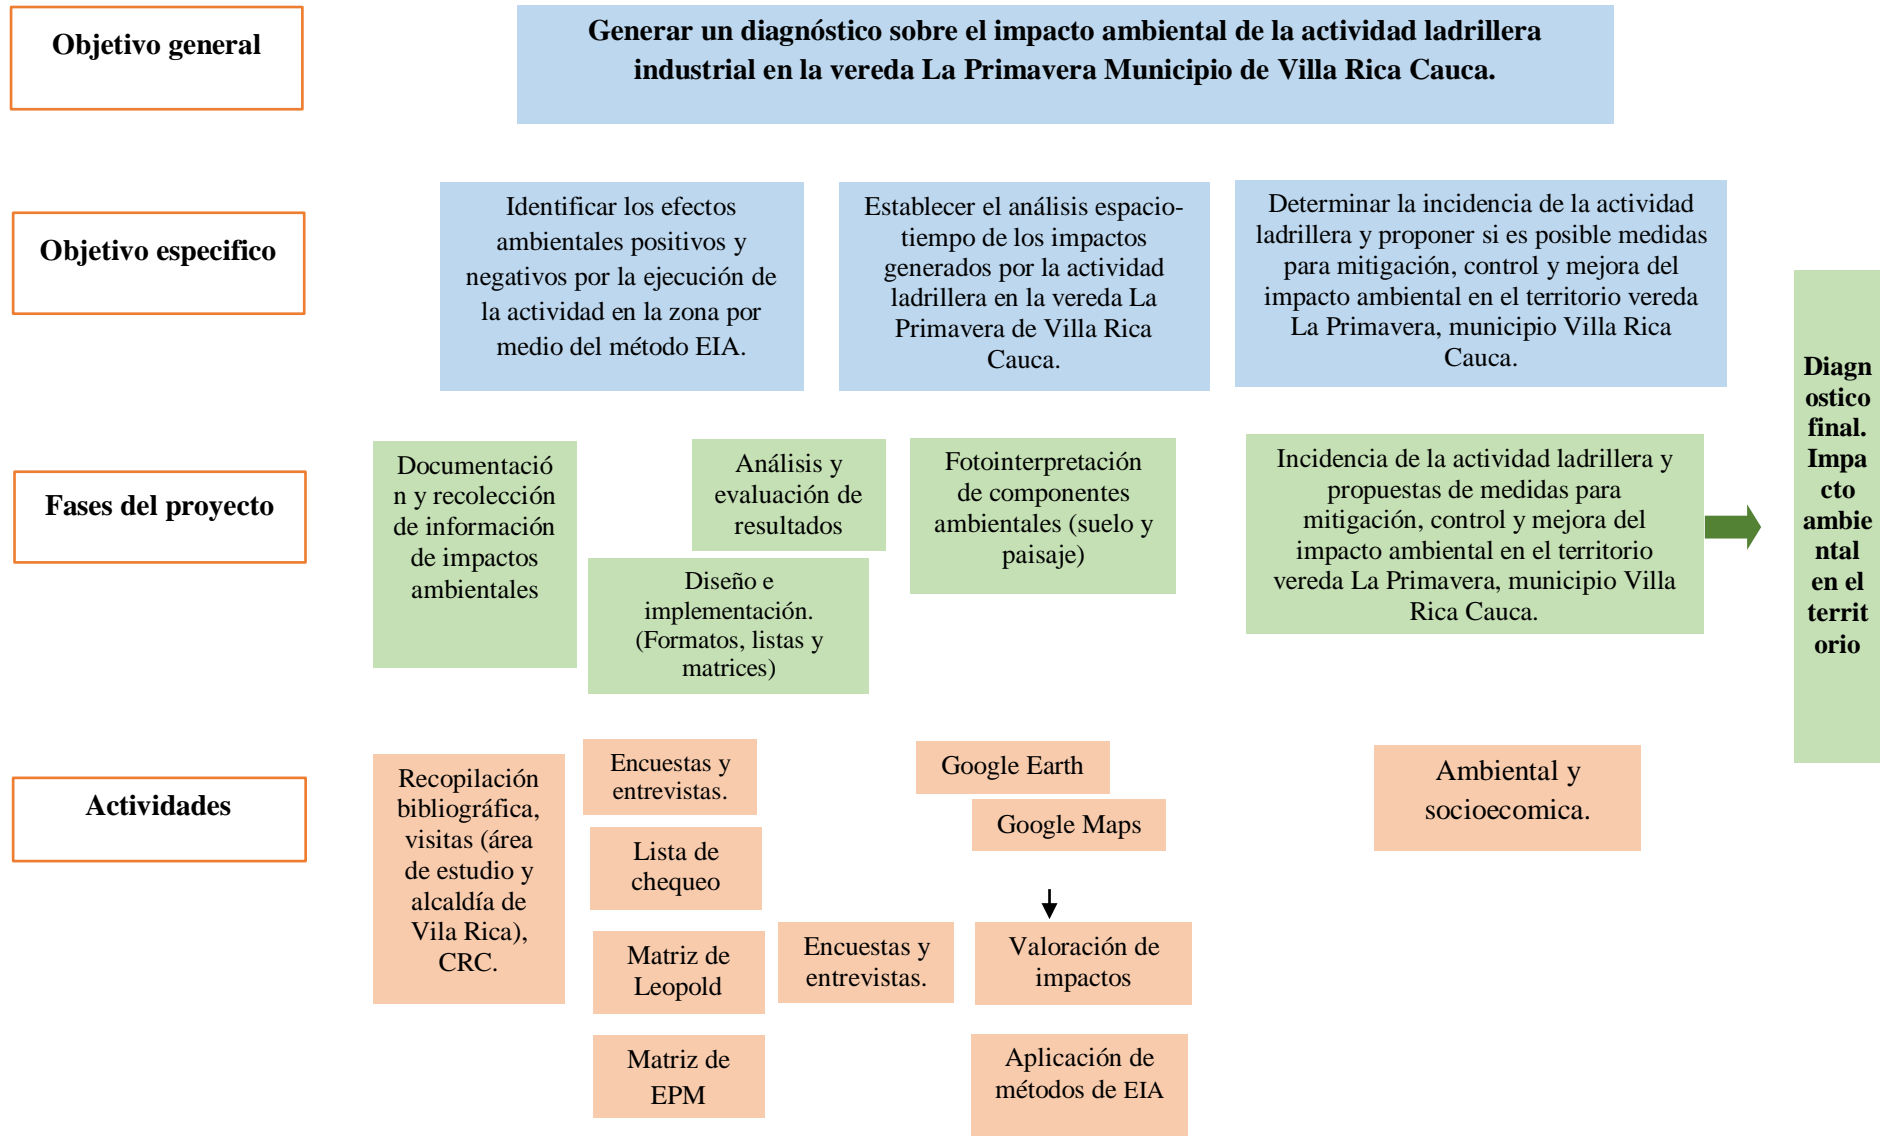 Objetivo general
Generar un diagnóstico sobre el impacto ambiental de la actividad ladrillera
industrial en la vereda La Primavera Municipio de Villa Rica Cauca.
Objetivo especifico
Identificar los efectos
ambientales positivos y
negativos por la ejecución de
la actividad en la zona por
medio del método EIA.
Establecer el análisis espacio-
tiempo de los impactos
generados por la actividad
ladrillera en la vereda La
Primavera de Villa Rica
Cauca.
Determinar la incidencia de la actividad
ladrillera y proponer si es posible medidas
para mitigación, control y mejora del
impacto ambiental en el territorio vereda
La Primavera, municipio Villa Rica
Cauca.
Fases del proyecto
Documentació
n y recolección
de información
de impactos
ambientales
Análisis y
evaluación de
resultados
Diseño e
implementación.
(Formatos, listas y
matrices)
Fotointerpretación
de componentes
ambientales (suelo y
paisaje)
Incidencia de la actividad ladrillera y
propuestas de medidas para
mitigación, control y mejora del
impacto ambiental en el territorio
vereda La Primavera, municipio Villa
Rica Cauca.
Diagn
ostico
final.
Impa
cto
ambie
ntal
en el
territ
orio
Actividades
Recopilación
bibliográfica,
visitas (área
de estudio y
alcaldía de
Vila Rica),
CRC.
Encuestas y
entrevistas.
Lista de
chequeo
Matriz de
Leopold
Matriz de
EPM
Encuestas y
entrevistas.
Google Earth
Google Maps
Valoración de
impactos
Aplicación de
métodos de EIA
Ambiental y
socioecomica.